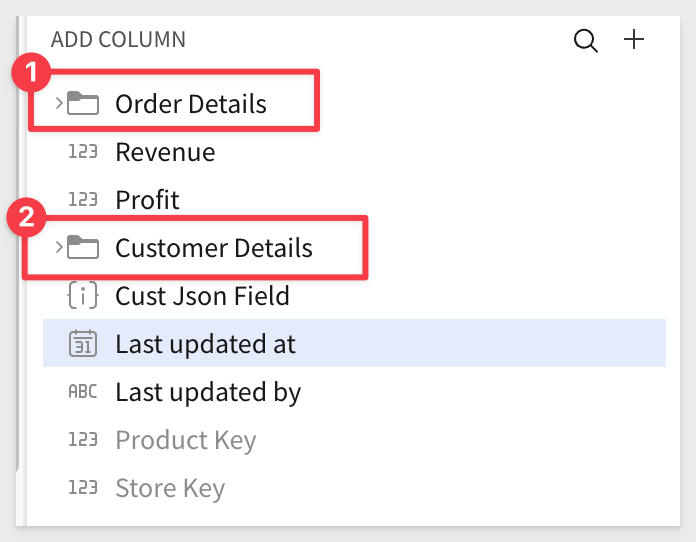 ADD COLUMN
1
Order Details
123 Revenue
123 Profit
2
Customer Details
{i} Cust Json Field
31 Last updated at
ABC Last updated by
123 Product Key
123 Store Key